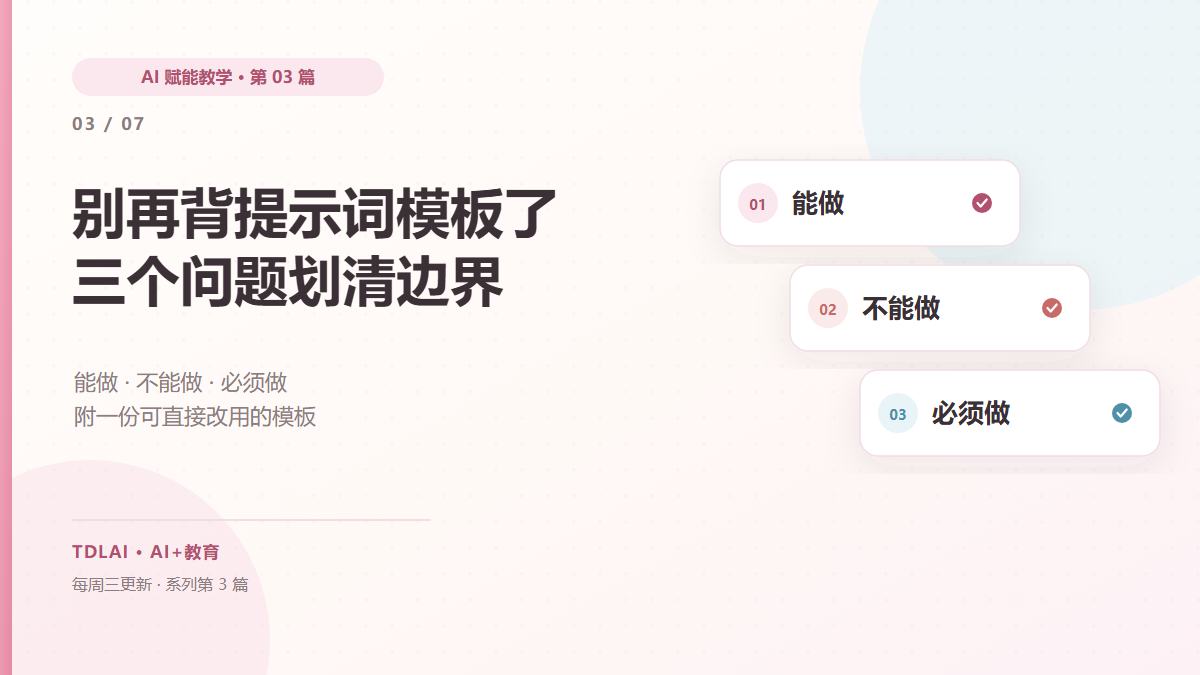 AI 赋能教学 • 第 03 篇
03 / 07
别再背提示词模板了
三个问题划清边界
能做 · 不能做 · 必须做
附一份可直接改用的模板
01 能做
02 不能做
03 必须做
TDLAI • AI+教育
每周三更新 · 系列第 3 篇